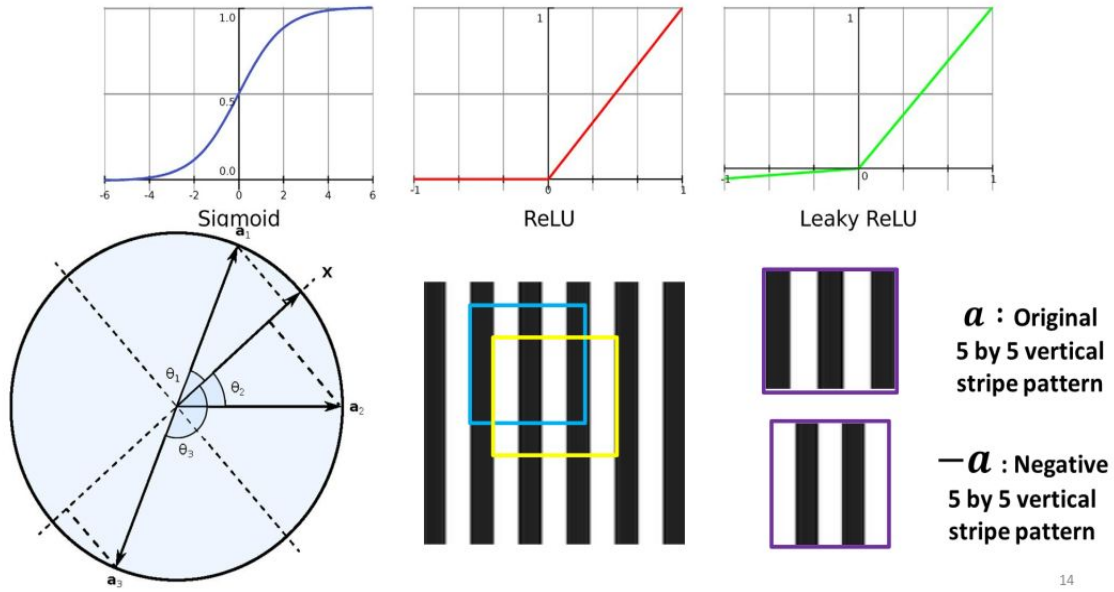 1.0
0.5
0.0
-6
-4
-2
0
2
4
6
Sigmoid
1
-1
0
1
ReLU
1
-1
0
1
Leaky ReLU
a₁
x
θ₁
θ₂
a₂
θ₃
a₃
a : Original
5 by 5 vertical
stripe pattern
−a : Negative
5 by 5 vertical
stripe pattern
14